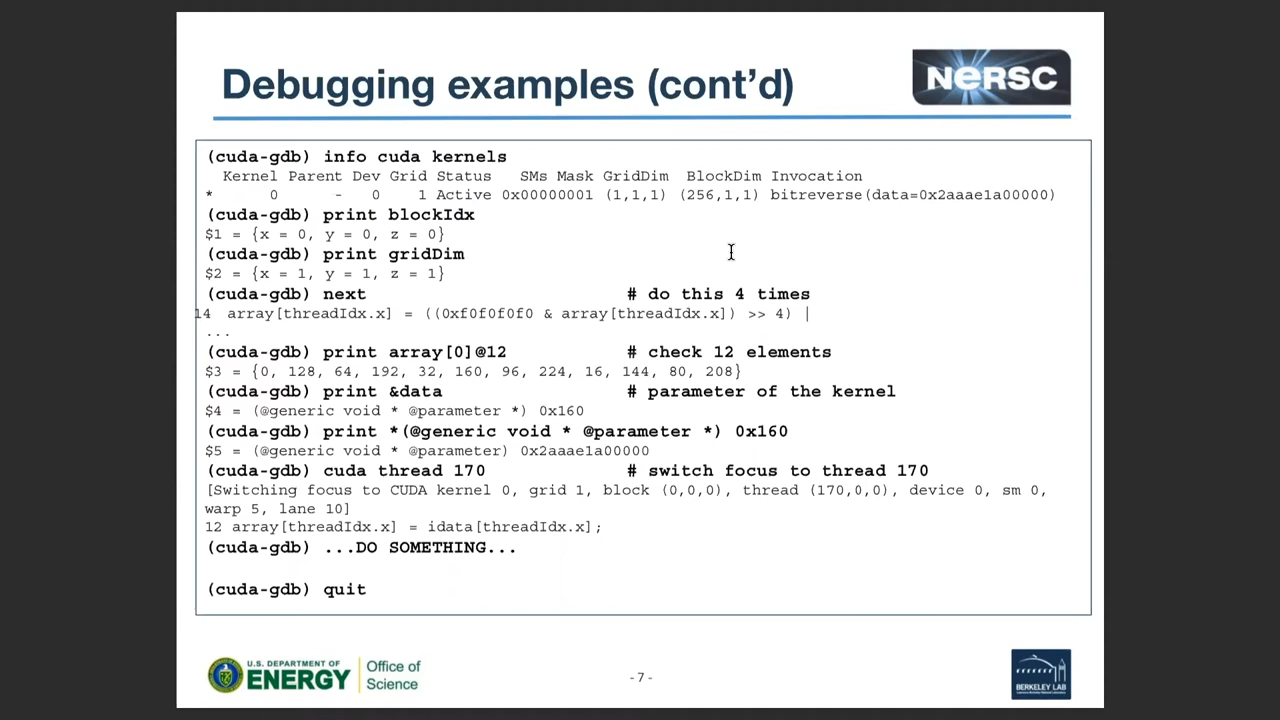 Debugging examples (cont'd)
NERSC
(cuda-gdb) info cuda kernels
Kernel Parent Dev Grid Status SMs Mask GridDim BlockDim Invocation
* 0 - 0 1 Active 0x00000001 (1,1,1) (256,1,1) bitreverse(data=0x2aaae1a00000)
(cuda-gdb) print blockIdx
$1 = {x = 0, y = 0, z = 0}
(cuda-gdb) print gridDim
$2 = {x = 1, y = 1, z = 1}
(cuda-gdb) next # do this 4 times
14 array[threadIdx.x] = ((0xf0f0f0f0 & array[threadIdx.x]) >> 4) |
...
(cuda-gdb) print array[0]@12 # check 12 elements
$3 = {0, 128, 64, 192, 32, 160, 96, 224, 16, 144, 80, 208}
(cuda-gdb) print &data # parameter of the kernel
$4 = (@generic void * @parameter *) 0x160
(cuda-gdb) print *(@generic void * @parameter *) 0x160
$5 = (@generic void * @parameter) 0x2aaae1a00000
(cuda-gdb) cuda thread 170 # switch focus to thread 170
[Switching focus to CUDA kernel 0, grid 1, block (0,0,0), thread (170,0,0), device 0, sm 0,
warp 5, lane 10]
12 array[threadIdx.x] = idata[threadIdx.x];
(cuda-gdb) ...DO SOMETHING...
(cuda-gdb) quit
U.S. DEPARTMENT OF
ENERGY
Office of
Science
-7-
BERKELEY LAB